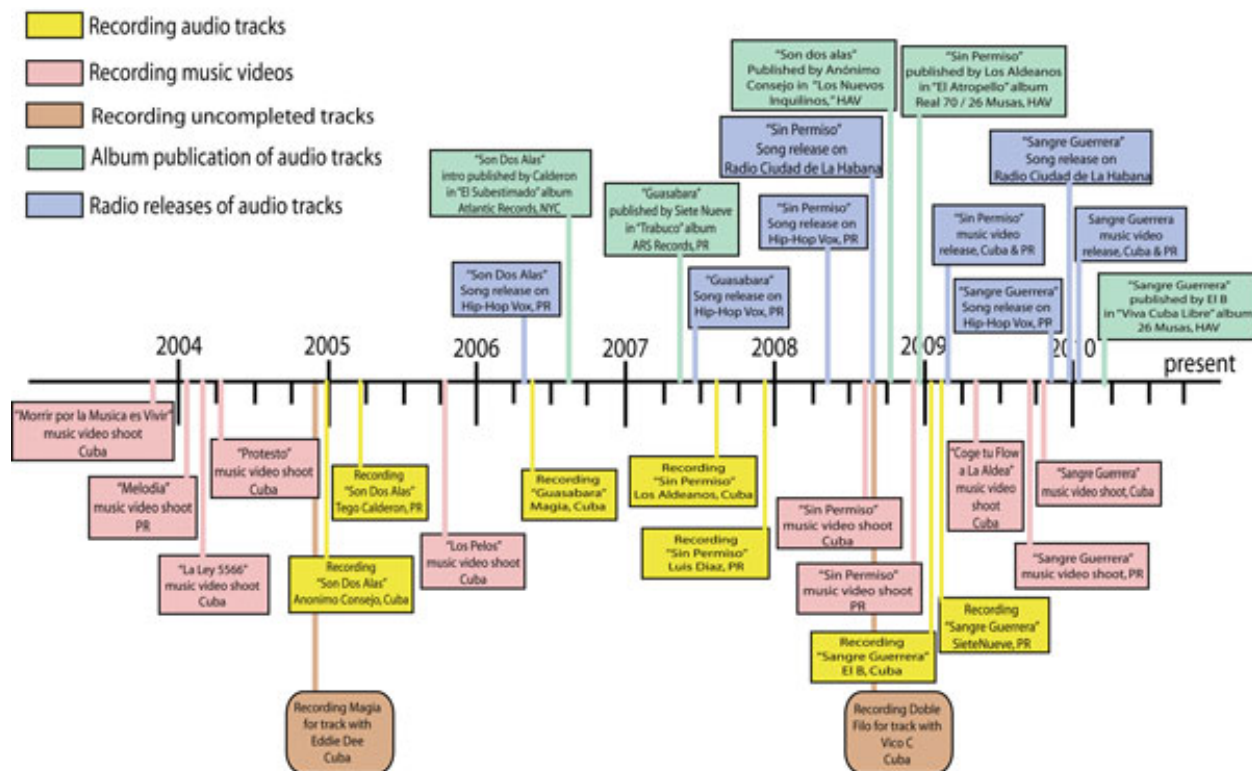 Recording audio tracks
Recording music videos
Recording uncompleted tracks
Album publication of audio tracks
Radio releases of audio tracks
"Son Dos Alas"
intro published by Calderon
in "El Subestimado" album
Atlantic Records, NYC
"Son Dos Alas"
Song release on
Hip-Hop Vox, PR
"Guasabara"
published by Siete Nueve
in "Trabuco" album
ARS Records, PR
"Guasabara"
Song release on
Hip-Hop Vox, PR
"Son dos alas"
Published by Anónimo
Consejo in "Los Nuevos
Inquilinos," HAV
"Sin Permiso"
Song release on
Radio Ciudad de La Habana
"Sin Permiso"
Song release on
Hip-Hop Vox, PR
"Sin Permiso"
published by Los Aldeanos
in "El Atropello" album
Real 70 / 26 Musas, HAV
"Sangre Guerrera"
Song release on
Radio Ciudad de La Habana
"Sin Permiso"
music video
release, Cuba & PR
Sangre Guerrera
music video
release, Cuba & PR
"Sangre Guerrera"
Song release on
Hip-Hop Vox, PR
"Sangre Guerrera"
published by El B
in "Viva Cuba Libre" album
26 Musas, HAV
2004
2005
2006
2007
2008
2009
2010
present
"Morrir por la Musica es Vivir"
music video shoot
Cuba
"Melodia"
music video shoot
PR
"La Ley 5566"
music video shoot
Cuba
"Protesto"
music video shoot
Cuba
Recording
"Son Dos Alas"
Tego Calderon, PR
Recording
"Son Dos Alas"
Anonimo Consejo, Cuba
"Los Pelos"
music video shoot
Cuba
Recording
"Guasabara"
Magia, Cuba
Recording
"Sin Permiso"
Los Aldeanos, Cuba
Recording
"Sin Permiso"
Luis Diaz, PR
"Sin Permiso"
music video shoot
Cuba
"Sin Permiso"
music video shoot
PR
Recording
"Sangre Guerrera"
El B, Cuba
Recording
"Sangre Guerrera"
SieteNueve, PR
"Coge tu Flow
a La Aldea"
music video
shoot
Cuba
"Sangre Guerrera"
music video shoot, Cuba
"Sangre Guerrera"
music video shoot, PR
Recording Magia
for track with
Eddie Dee
Cuba
Recording Doble
Filo for track with
Vico C
Cuba